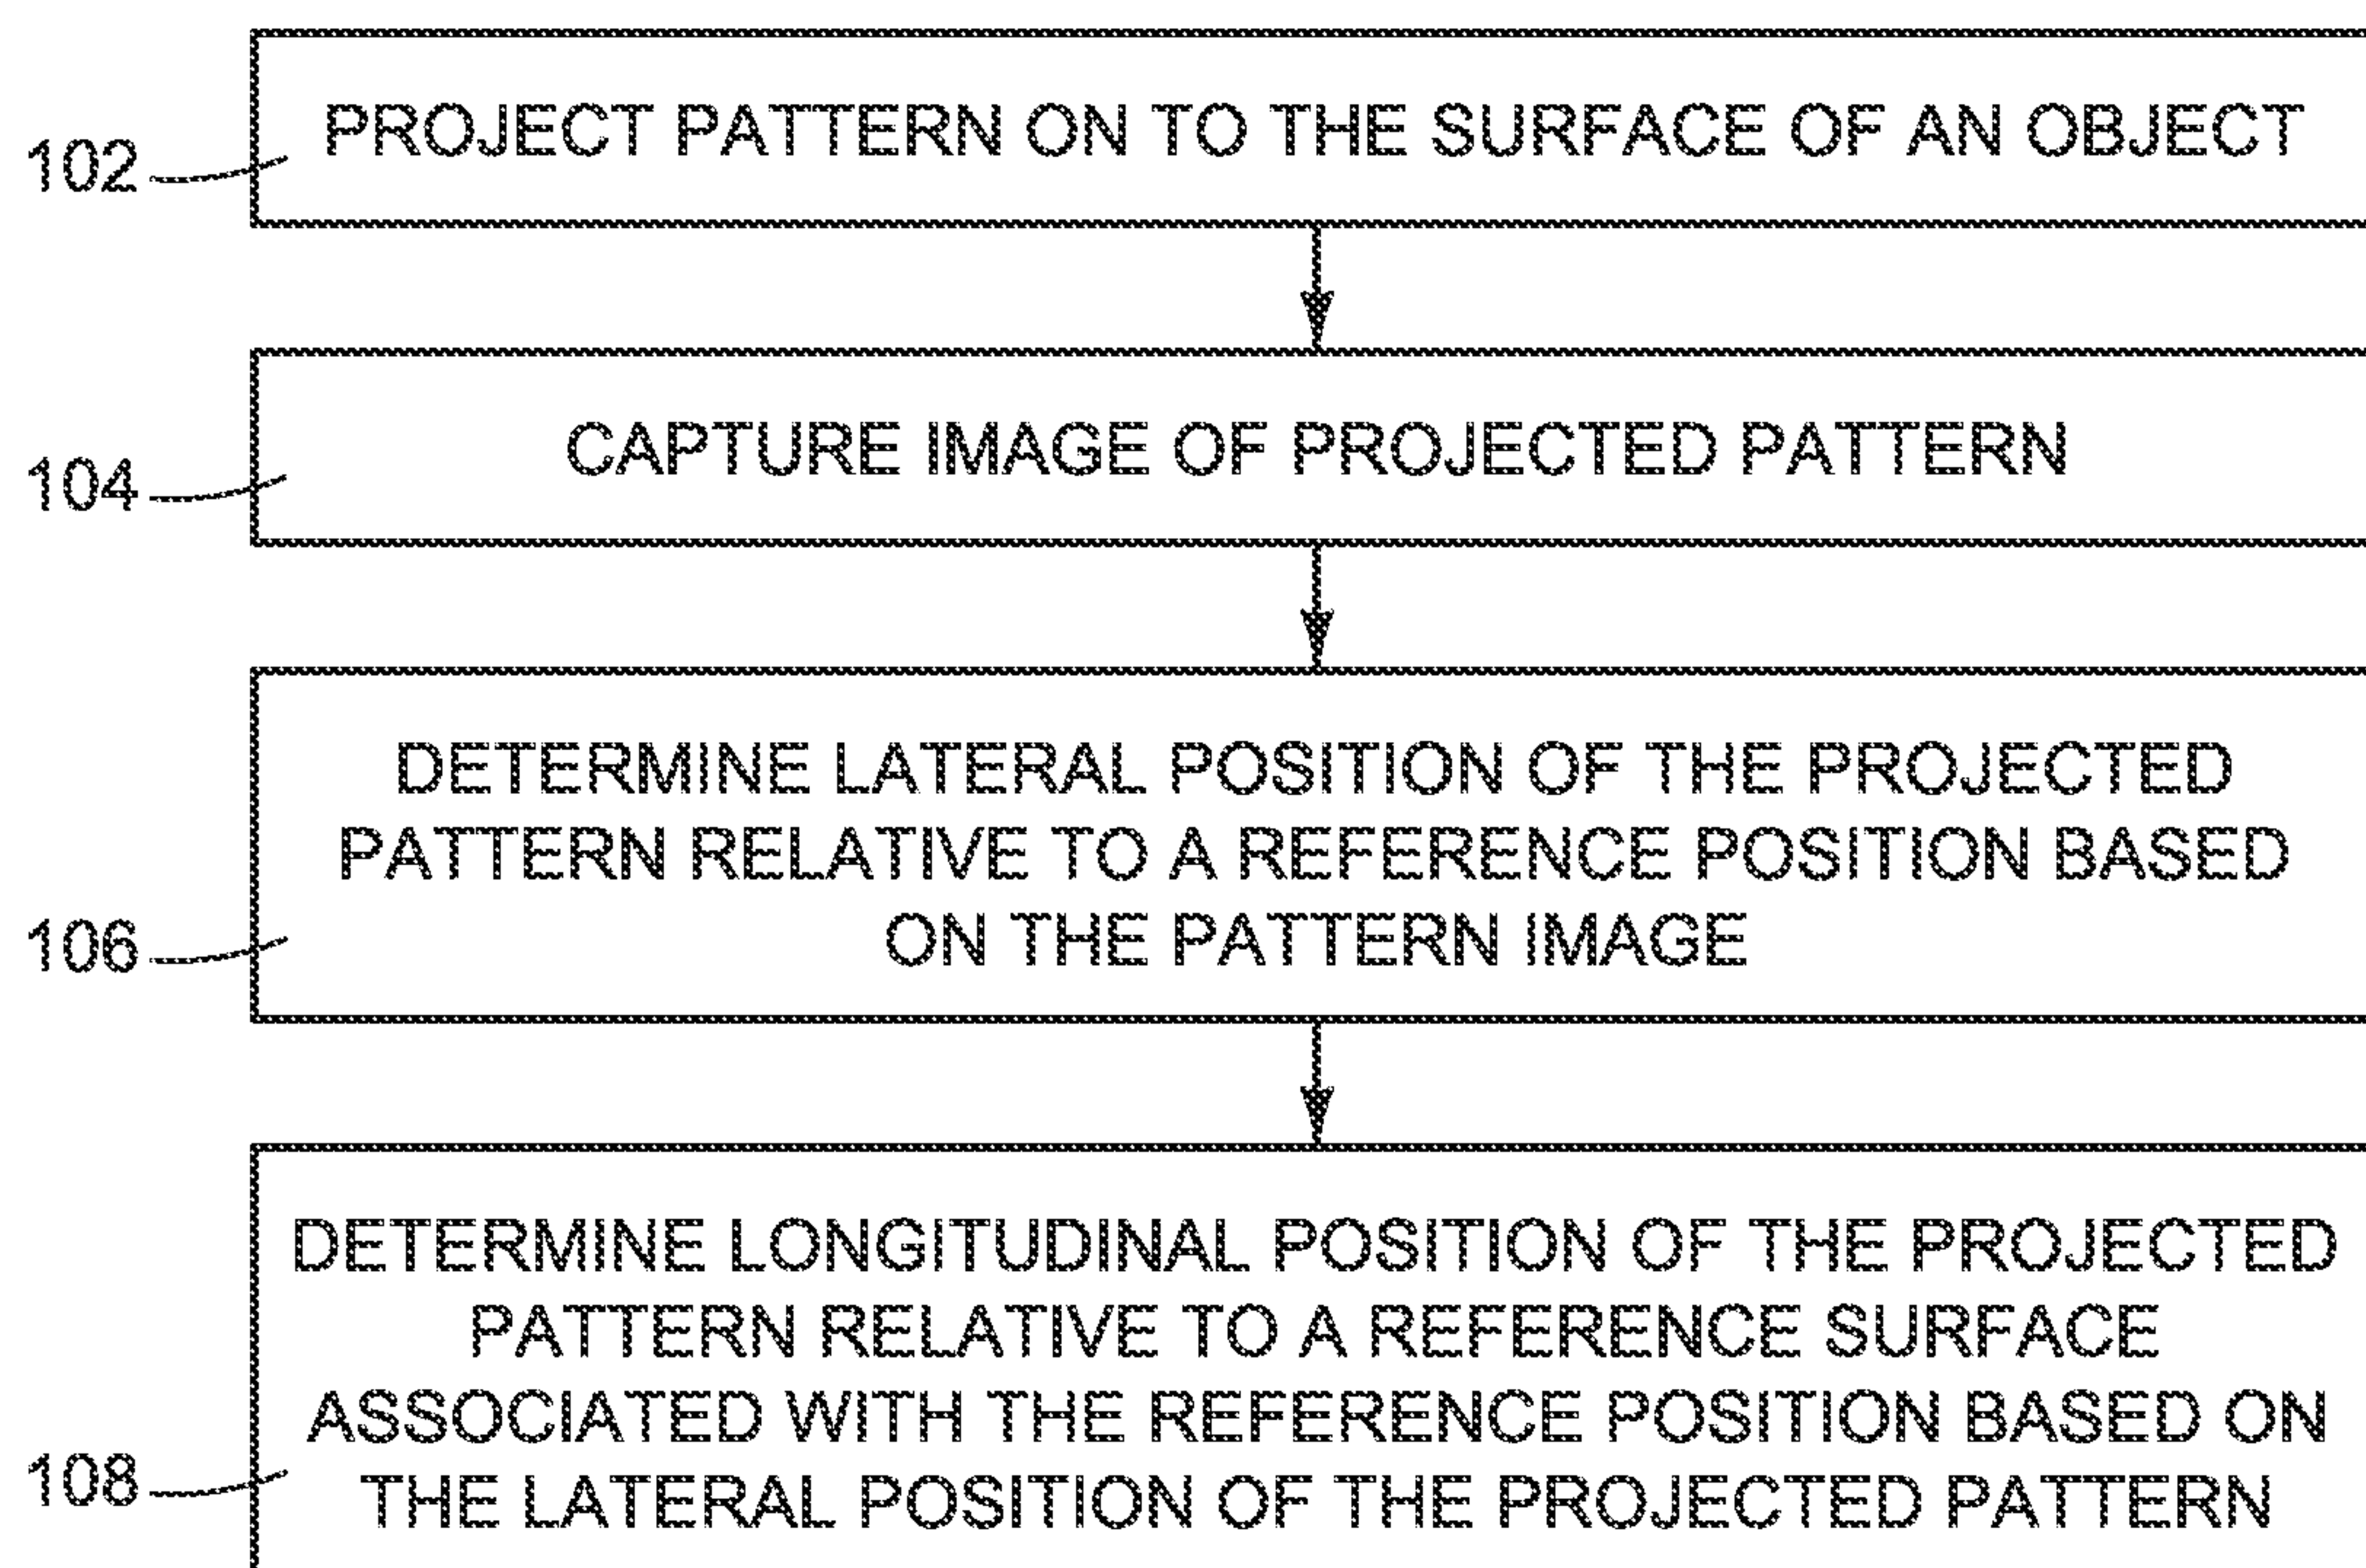 102
PROJECT PATTERN ON TO THE SURFACE OF AN OBJECT
104
CAPTURE IMAGE OF PROJECTED PATTERN
DETERMINE LATERAL POSITION OF THE PROJECTED
PATTERN RELATIVE TO A REFERENCE POSITION BASED
106
ON THE PATTERN IMAGE
DETERMINE LONGITUDINAL POSITION OF THE PROJECTED
PATTERN RELATIVE TO A REFERENCE SURFACE
ASSOCIATED WITH THE REFERENCE POSITION BASED ON
108
THE LATERAL POSITION OF THE PROJECTED PATTERN